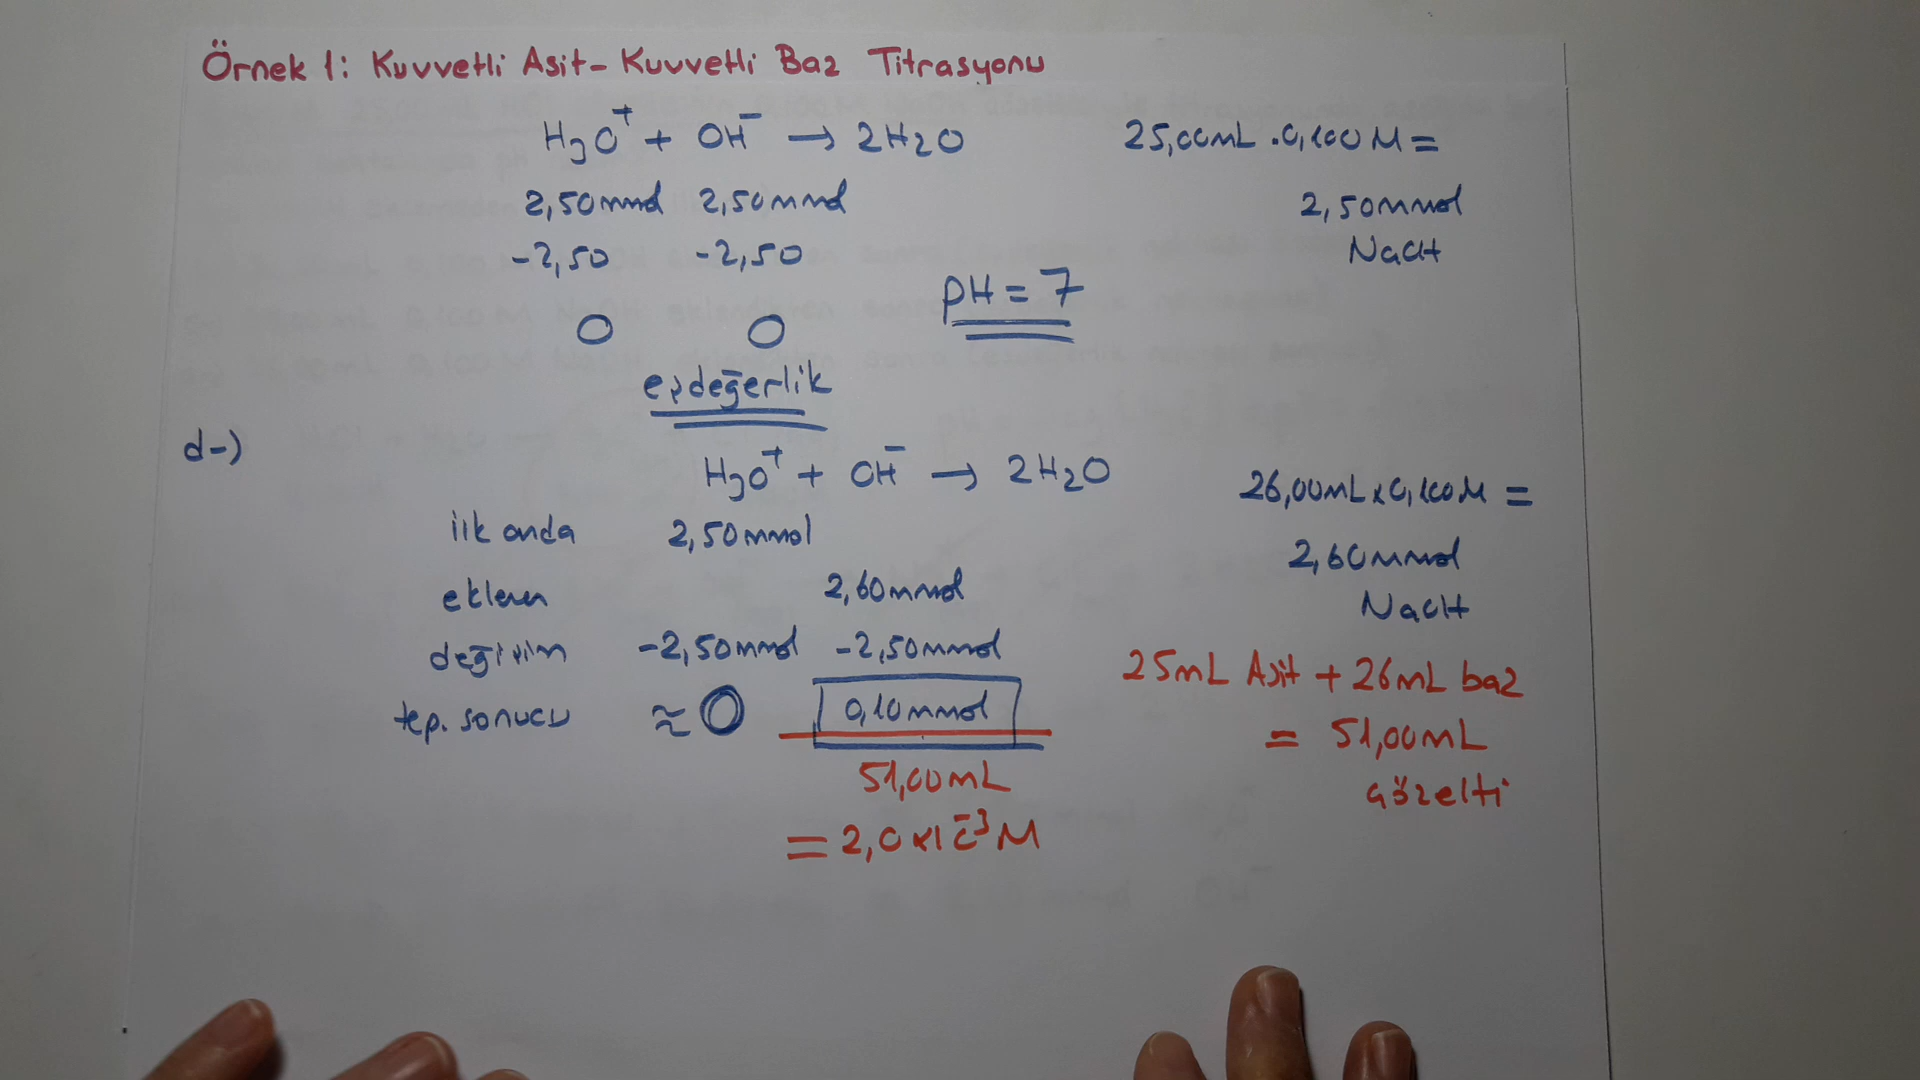 Örnek 1: Kuvvetli Asit-Kuvvetli Baz Titrasyonu
H₃O⁺ + OH⁻ → 2H₂O
25,00mL .0,100M =
2,50mmol 2,50mmol
2,50mmol
-2,50 -2,50
NaOH
pH = 7
0 0
eşdeğerlik
d-)
H₃O⁺ + OH⁻ → 2H₂O
26,00mL x 0,100M =
ilk anda 2,50mmol
2,60mmol
eklenen 2,60mmol
NaOH
değişim -2,50mmol -2,50mmol
25mL Asit + 26mL baz
tep. sonucu ≈ 0 0,10mmol
= 51,00mL
51,00mL
çözelti
= 2,0x10⁻³M